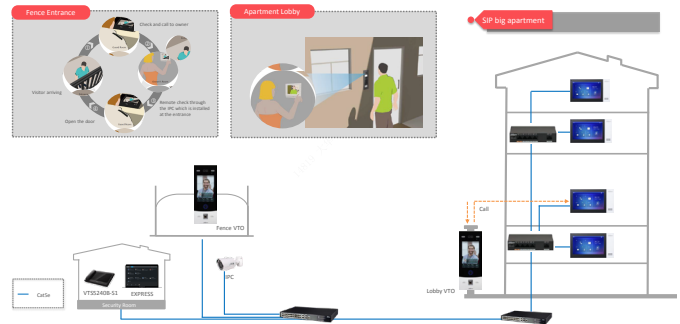 Fence Entrance
Check and call to owner
Visitor arriving
Remote check through
the IPC which is installed
at the entrance
Open the door
Apartment Lobby
SIP big apartment
Call
Fence VTO
IPC
Lobby VTO
VTS5240B-S1
EXPRESS
Security Room
Cat5e